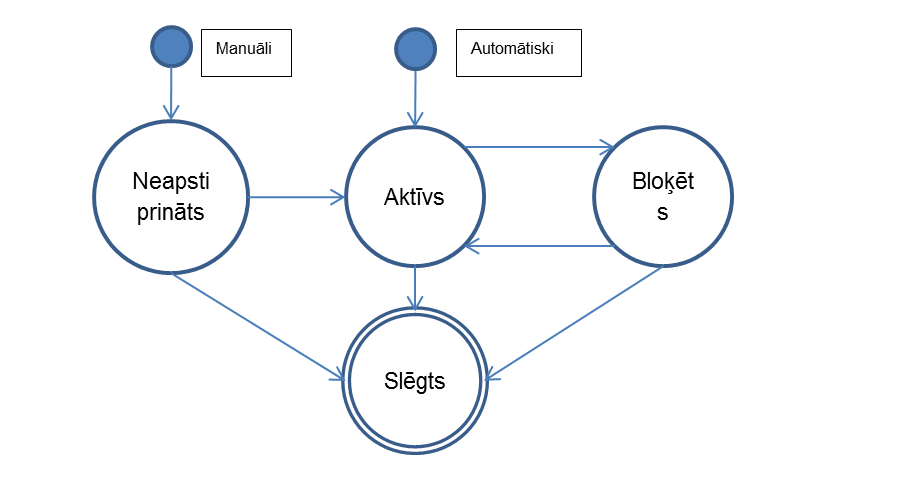 Manuāli
Automātiski
Neapsti
prināts
Aktīvs
Bloķēt
s
Slēgts